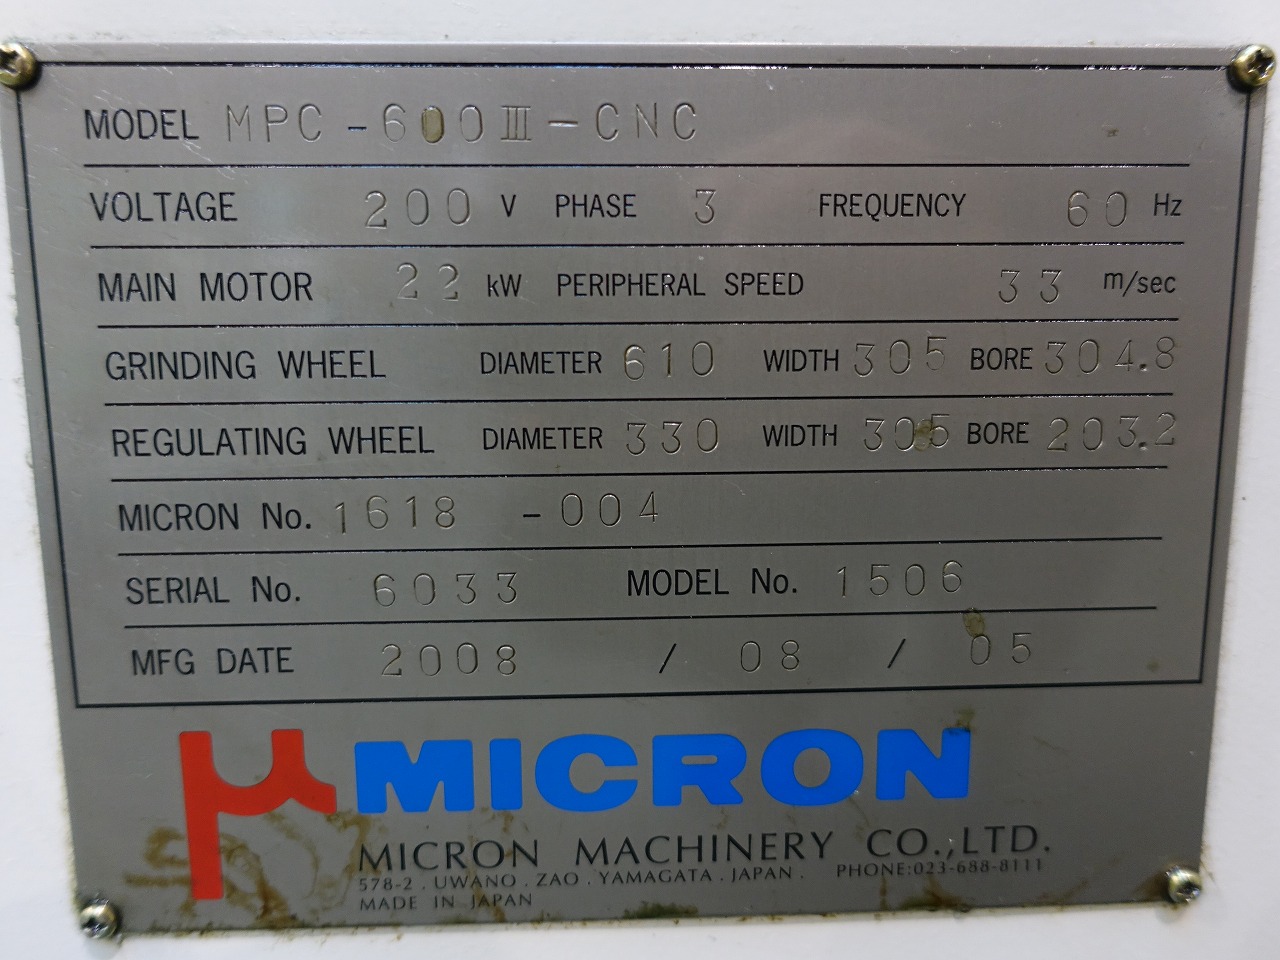 MODEL MPC-600III-CNC
VOLTAGE 200 V PHASE 3 FREQUENCY 60 Hz
MAIN MOTOR 22 kW PERIPHERAL SPEED 33 m/sec
GRINDING WHEEL DIAMETER 610 WIDTH 305 BORE 304.8
REGULATING WHEEL DIAMETER 330 WIDTH 305 BORE 203.2
MICRON No. 1618 -004
SERIAL No. 6033 MODEL No. 1506
MFG DATE 2008 / 08 / 05
μ MICRON
MICRON MACHINERY CO.,LTD.
578-2 . UWANO . ZAO . YAMAGATA . JAPAN . PHONE:023-688-8111
MADE IN JAPAN